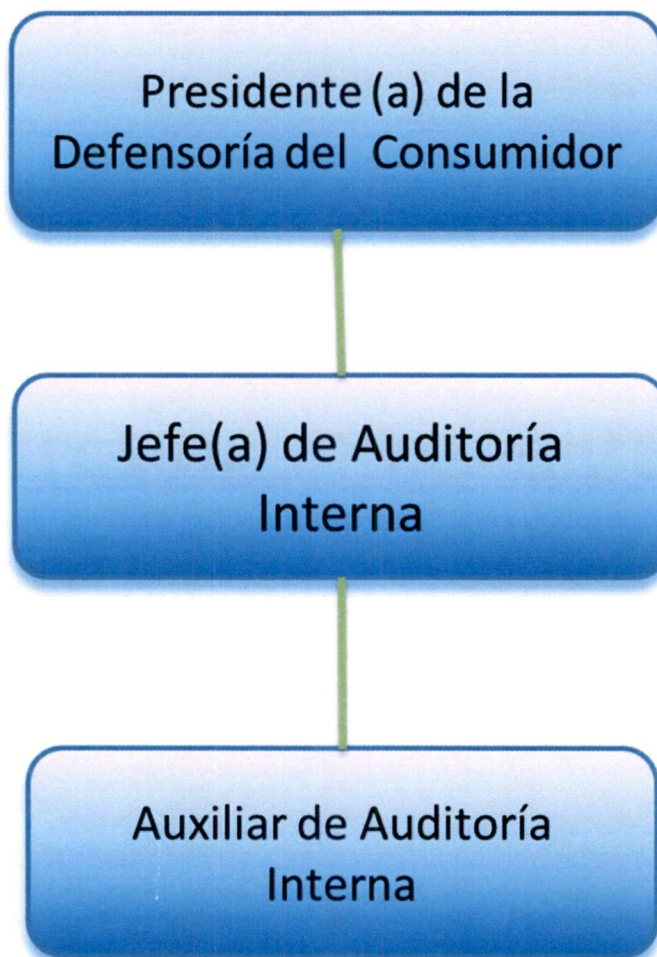 Presidente (a) de la
Defensoría del Consumidor
Jefe(a) de Auditoría
Interna
Auxiliar de Auditoría
Interna